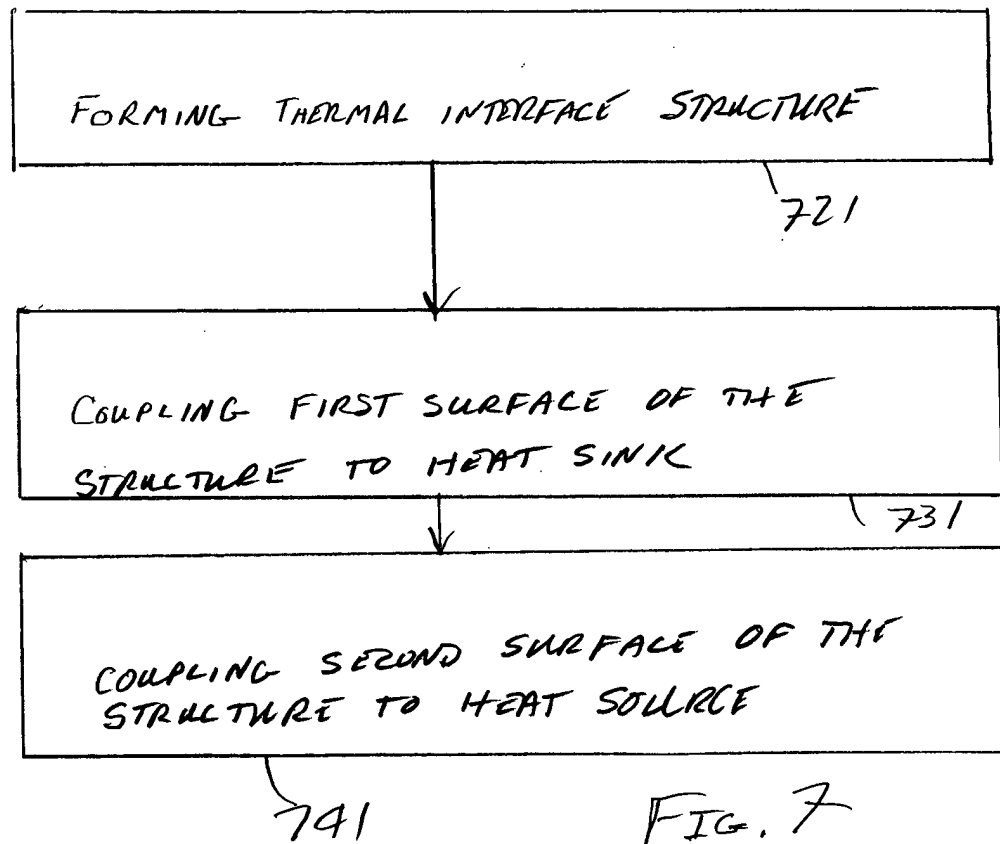 FORMING THERMAL INTERFACE STRUCTURE
721
COUPLING FIRST SURFACE OF THE
STRUCTURE TO HEAT SINK
731
COUPLING SECOND SURFACE OF THE
STRUCTURE TO HEAT SOURCE
741
FIG. 7